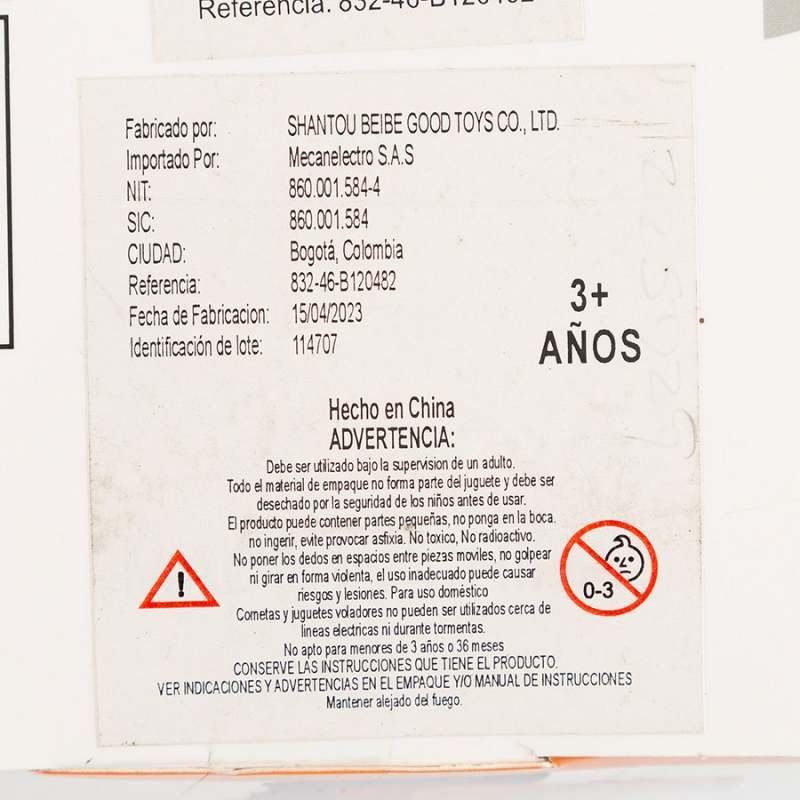 Referencia: 832-46-B120482
Fabricado por: SHANTOU BEIBE GOOD TOYS CO., LTD.
Importado Por: Mecanelectro S.A.S
NIT: 860.001.584-4
SIC: 860.001.584
CIUDAD: Bogotá, Colombia
Referencia: 832-46-B120482
Fecha de Fabricacion: 15/04/2023
Identificación de lote: 114707
3+
AÑOS
Hecho en China
ADVERTENCIA:
Debe ser utilizado bajo la supervision de un adulto.
Todo el material de empaque no forma parte del juguete y debe ser
desechado por la seguridad de los niños antes de usar.
El producto puede contener partes pequeñas, no ponga en la boca.
no ingerir, evite provocar asfixia. No toxico, No radioactivo.
No poner los dedos en espacios entre piezas moviles, no golpear
ni girar en forma violenta, el uso inadecuado puede causar
riesgos y lesiones. Para uso doméstico
Cometas y juguetes voladores no pueden ser utilizados cerca de
lineas electricas ni durante tormentas.
No apto para menores de 3 años o 36 meses
CONSERVE LAS INSTRUCCIONES QUE TIENE EL PRODUCTO.
VER INDICACIONES Y ADVERTENCIAS EN EL EMPAQUE Y/O MANUAL DE INSTRUCCIONES
Mantener alejado del fuego.
!
0-3